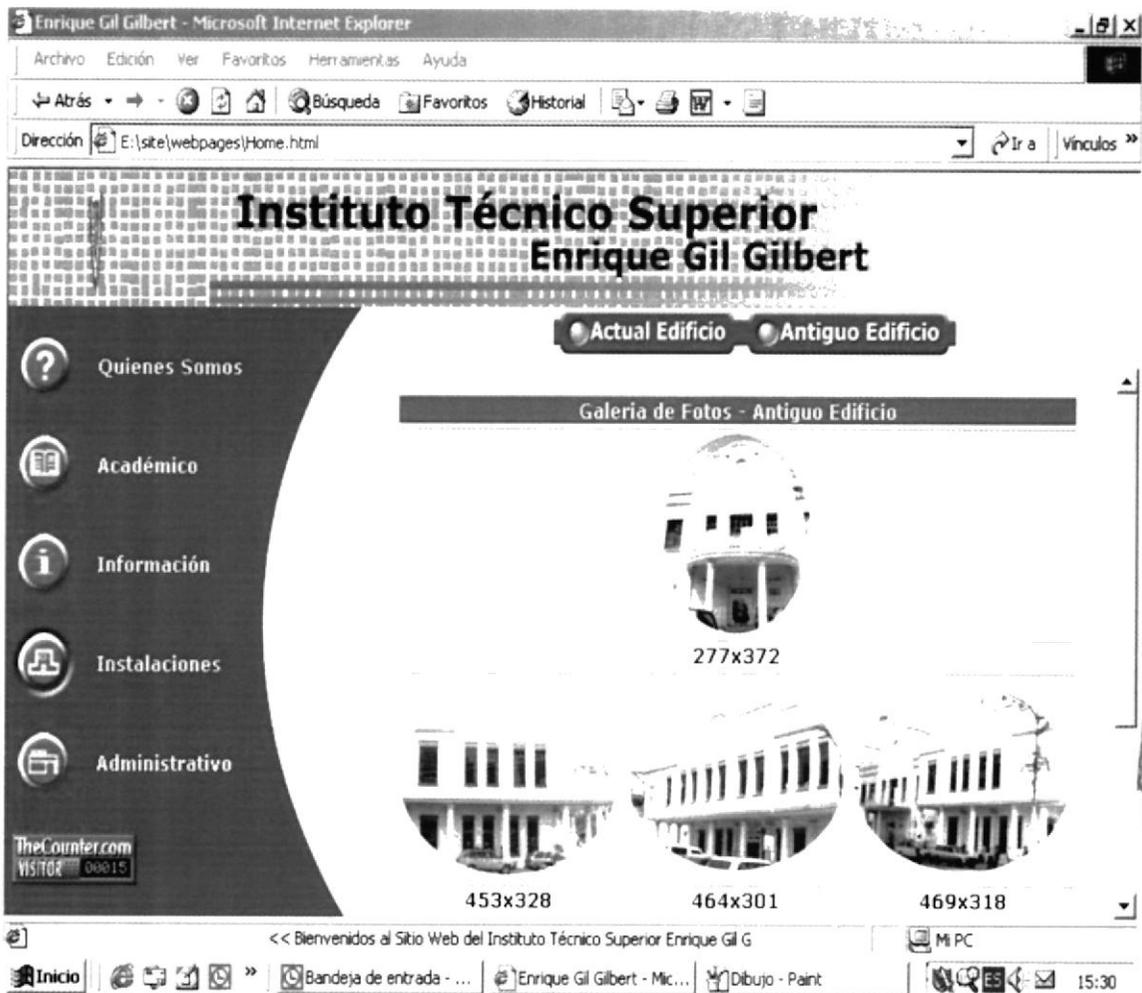 Enrique Gil Gilbert - Microsoft Internet Explorer
Archivo Edición Ver Favoritos Herramientas Ayuda
Atrás Búsqueda Favoritos Historial
Dirección E:\site\webpages\Home.html Ir a Vínculos »
Instituto Técnico Superior
Enrique Gil Gilbert
Actual Edificio Antiguo Edificio
Quienes Somos
Galeria de Fotos - Antiguo Edificio
Académico
Información
277x372
Instalaciones
Administrativo
TheCounter.com
VISITOR 00015
453x328 464x301 469x318
<< Bienvenidos al Sitio Web del Instituto Técnico Superior Enrique Gil G Mi PC
Inicio » Bandeja de entrada - ... Enrique Gil Gilbert - Mic... Dibujo - Paint ES 15:30